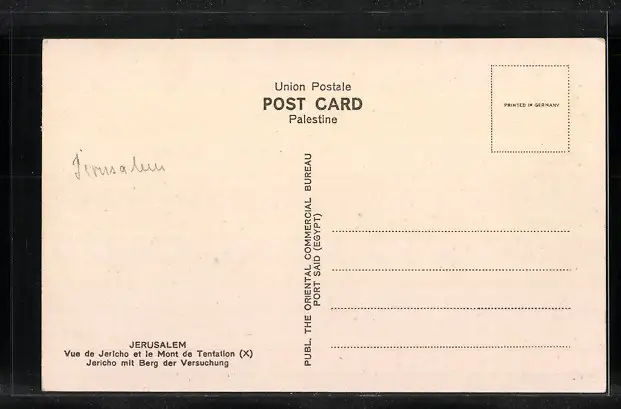 Union Postale
POST CARD
Palestine
PRINTED IN GERMANY
Jerusalem
PUBL. THE ORIENTAL COMMERCIAL BUREAU
PORT SAID (EGYPT)
JERUSALEM
Vue de Jericho et le Mont de Tentation (X)
Jericho mit Berg der Versuchung